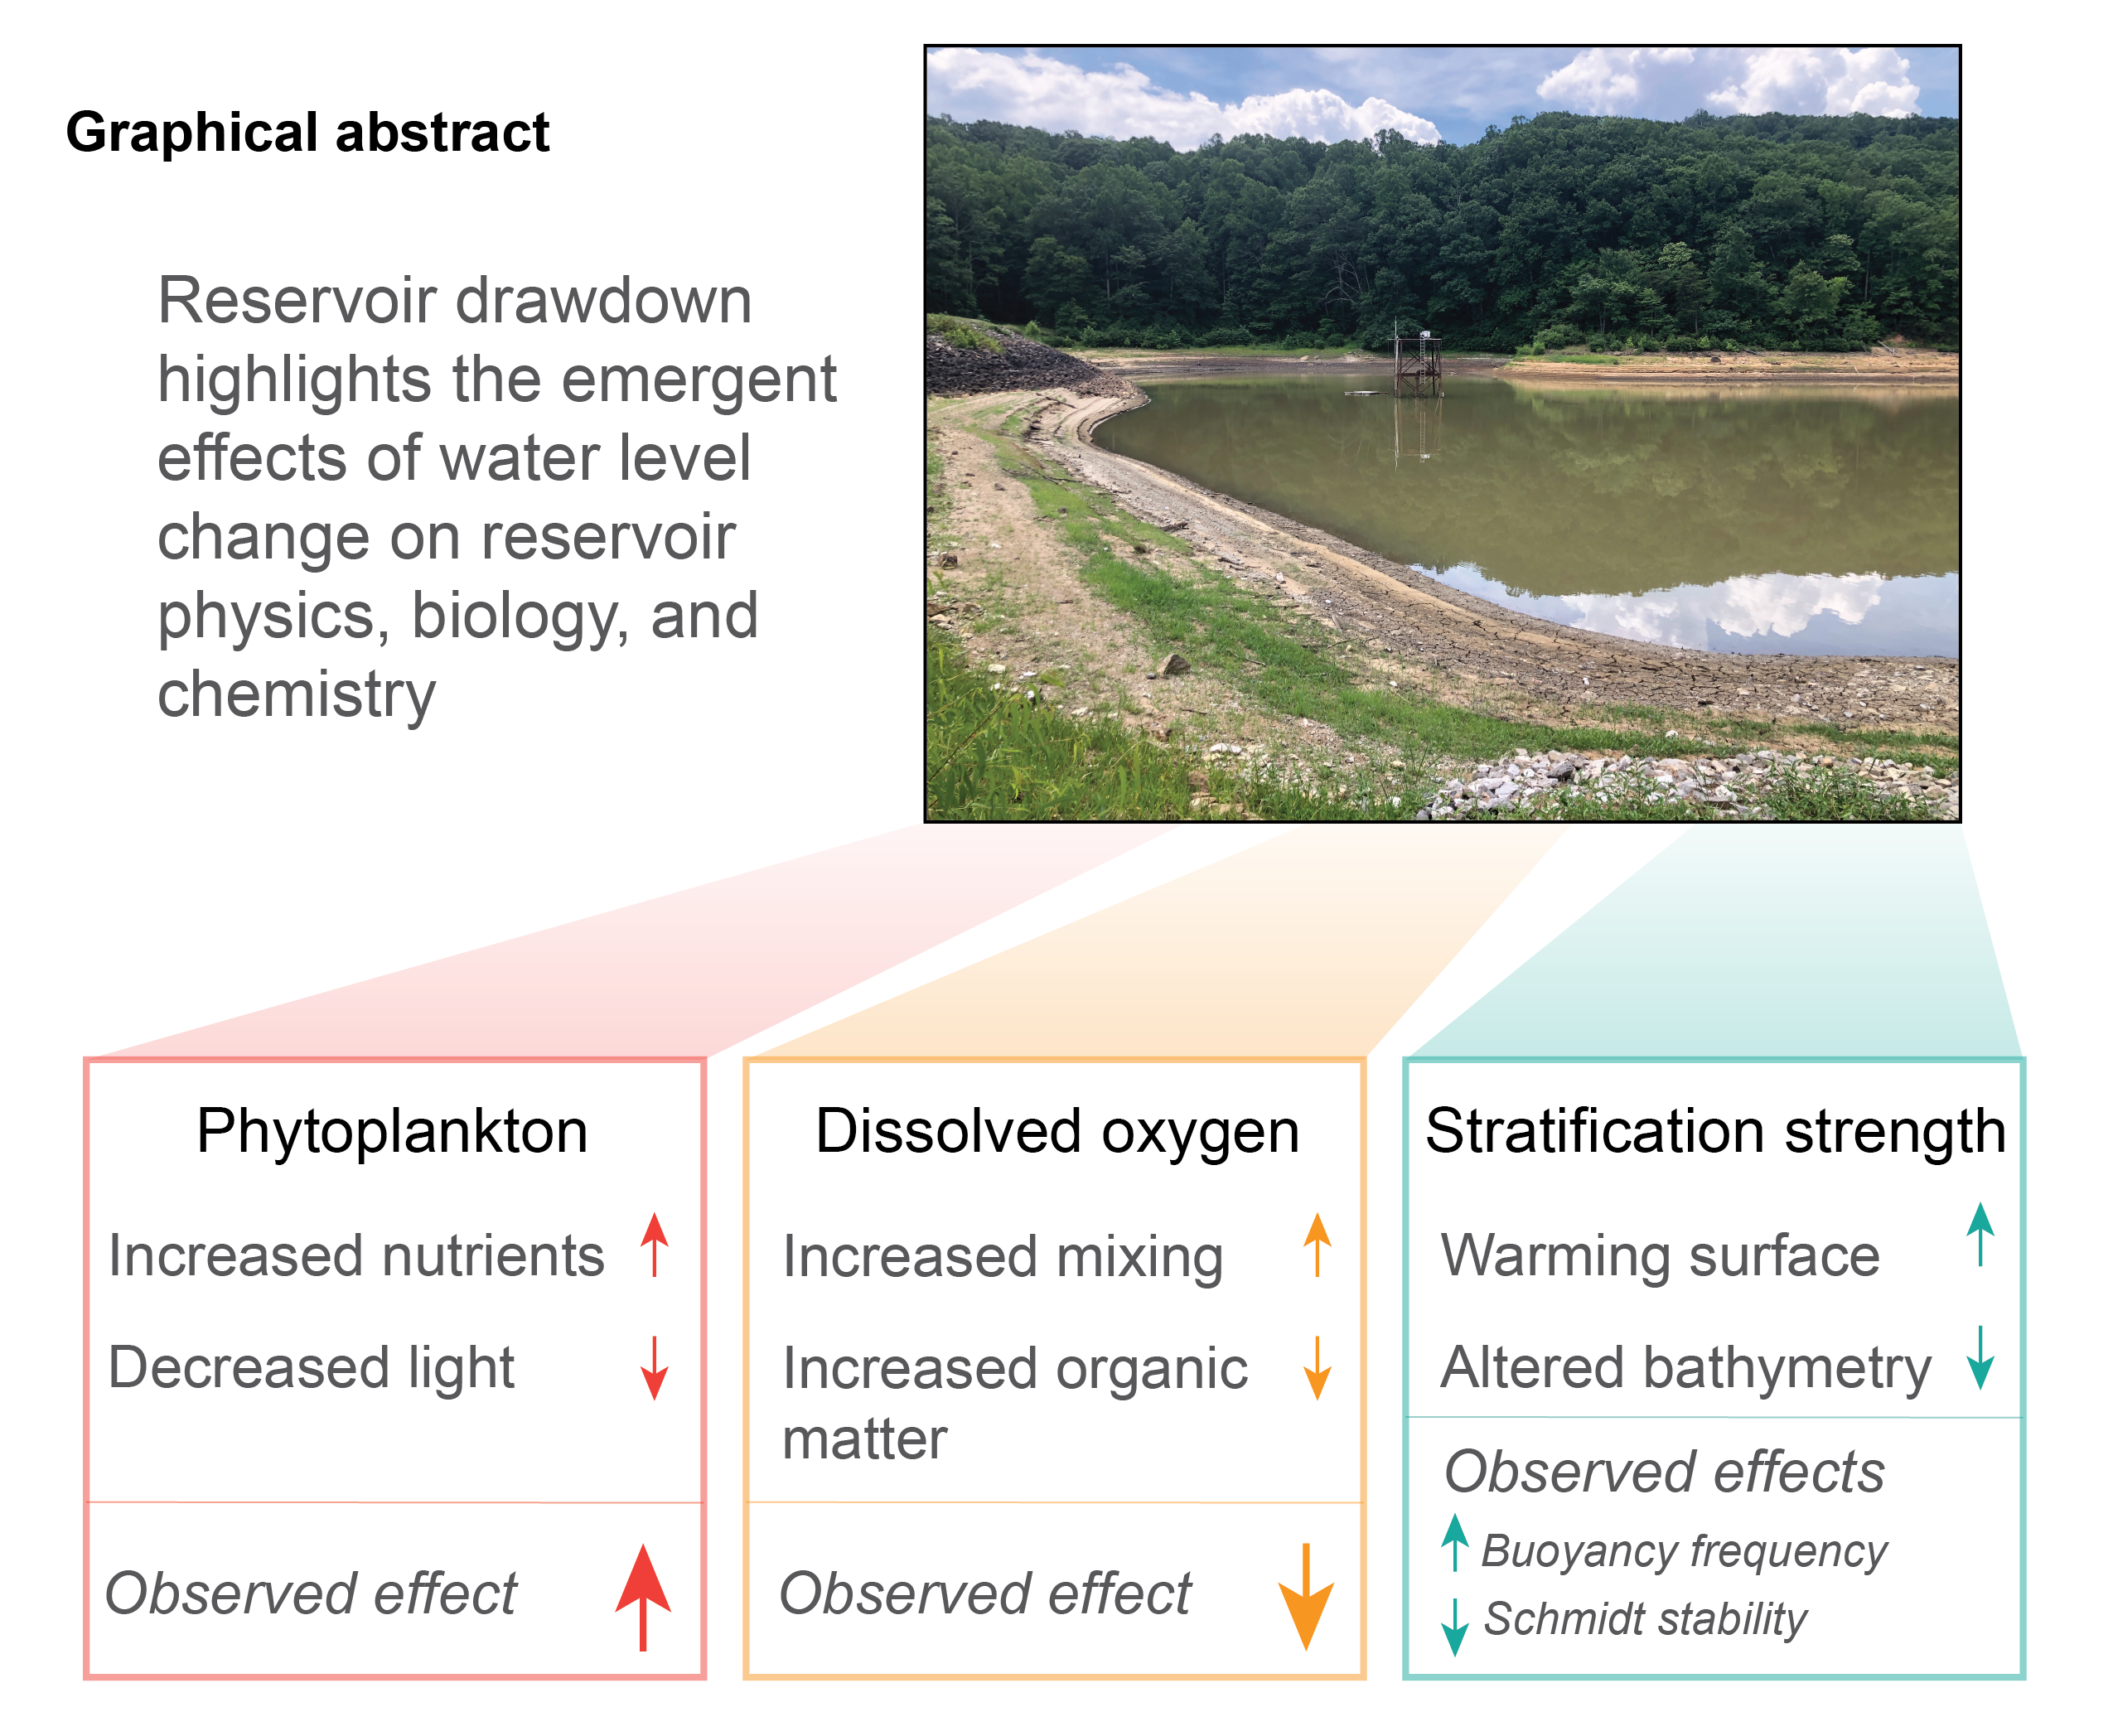 Graphical abstract
Reservoir drawdown
highlights the emergent
effects of water level
change on reservoir
physics, biology, and
chemistry
Phytoplankton
Increased nutrients
Decreased light
Observed effect
Dissolved oxygen
Increased mixing
Increased organic
matter
Observed effect
Stratification strength
Warming surface
Altered bathymetry
Observed effects
Buoyancy frequency
Schmidt stability